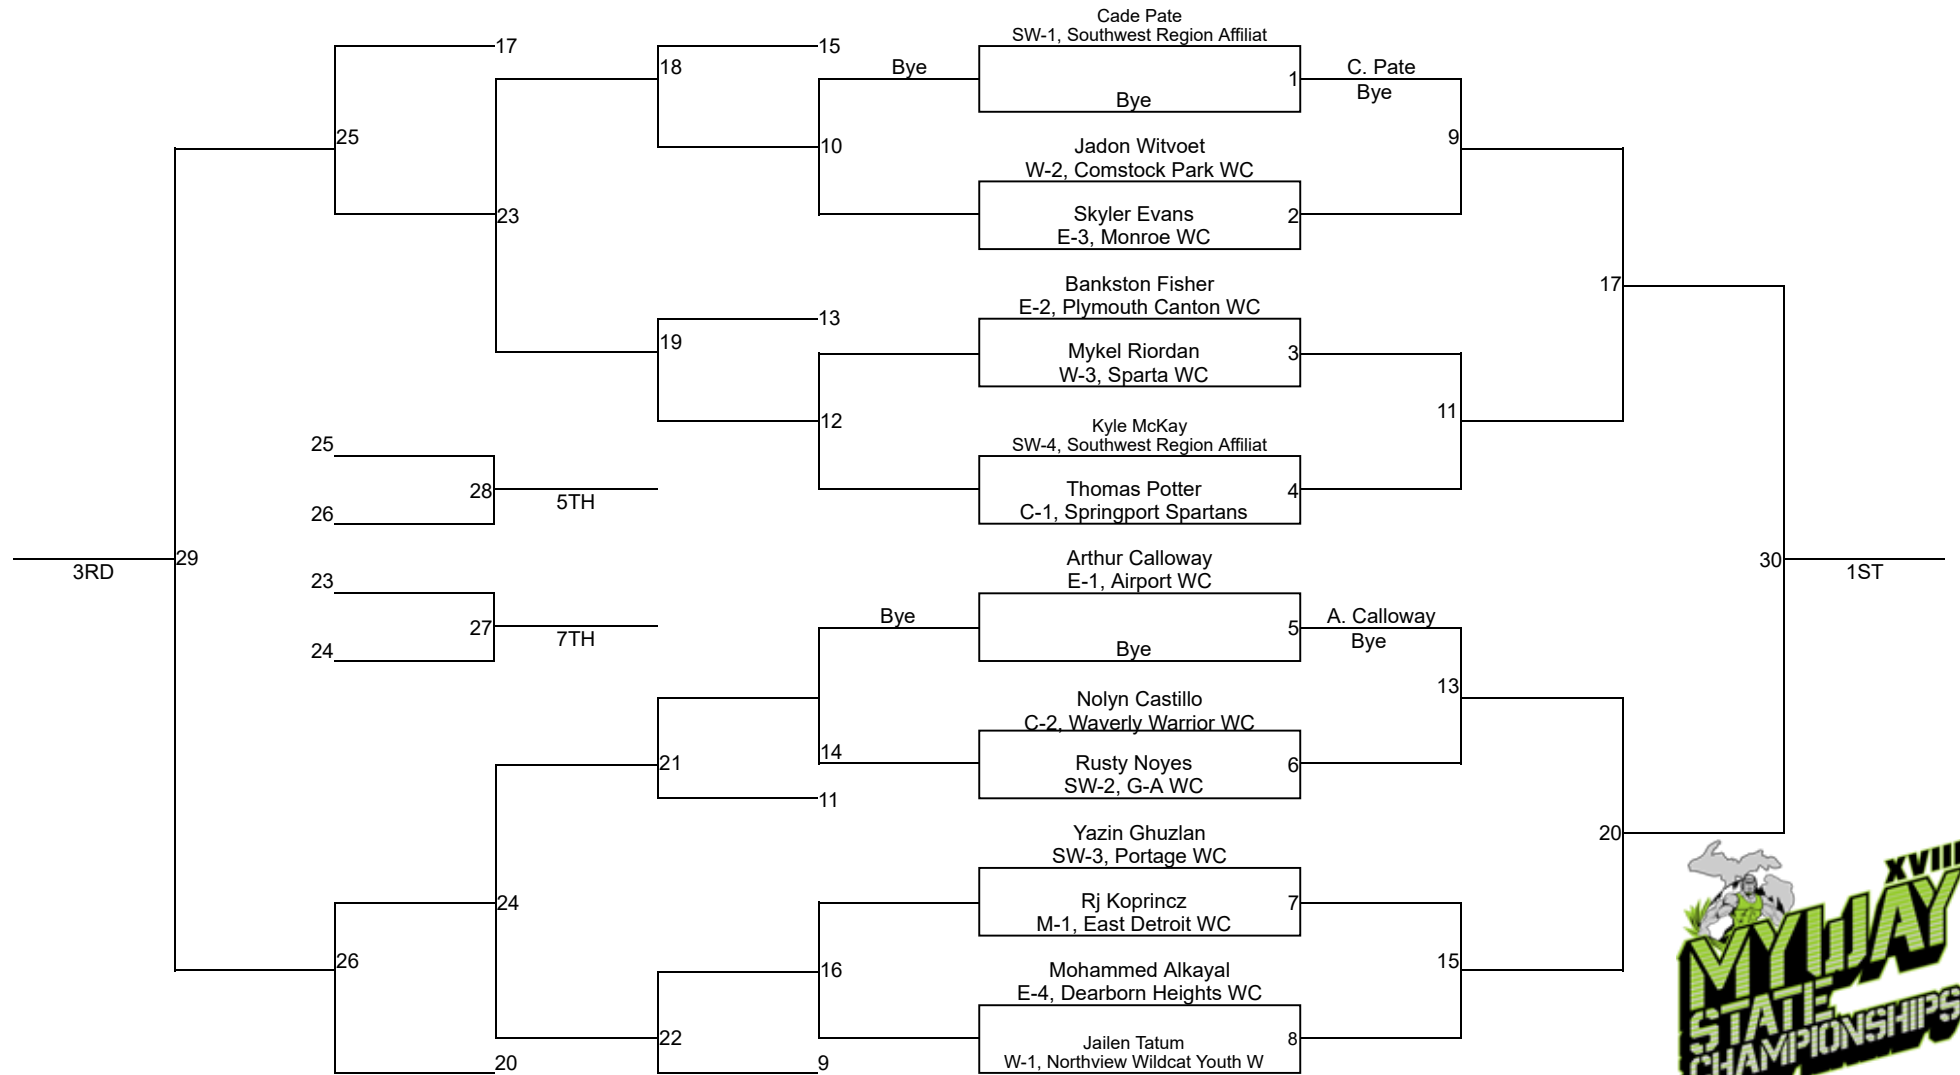 Cade Pate
SW-1, Southwest Region Affiliat
17
15
18
Bye
1
C. Pate
Bye
Bye
25
10
Jadon Witvoet
9
W-2, Comstock Park WC
23
Skyler Evans
2
E-3, Monroe WC
Bankston Fisher
17
E-2, Plymouth Canton WC
13
19
Mykel Riordan
3
W-3, Sparta WC
12
11
Kyle McKay
SW-4, Southwest Region Affiliat
25
28
5TH
Thomas Potter
4
26
C-1, Springport Spartans
29
3RD
Arthur Calloway
30
1ST
23
E-1, Airport WC
27
7TH
Bye
5
A. Calloway
Bye
24
Bye
13
Nolyn Castillo
C-2, Waverly Warrior WC
14
21
Rusty Noyes
6
SW-2, G-A WC
11
Yazin Ghuzlan
20
SW-3, Portage WC
24
Rj Koprincz
7
M-1, East Detroit WC
26
16
Mohammed Alkayal
15
E-4, Dearborn Heights WC
22
Jailen Tatum
8
20
9
W-1, Northview Wildcat Youth W
XVIII
MYWAY
STATE
CHAMPIONSHIPS